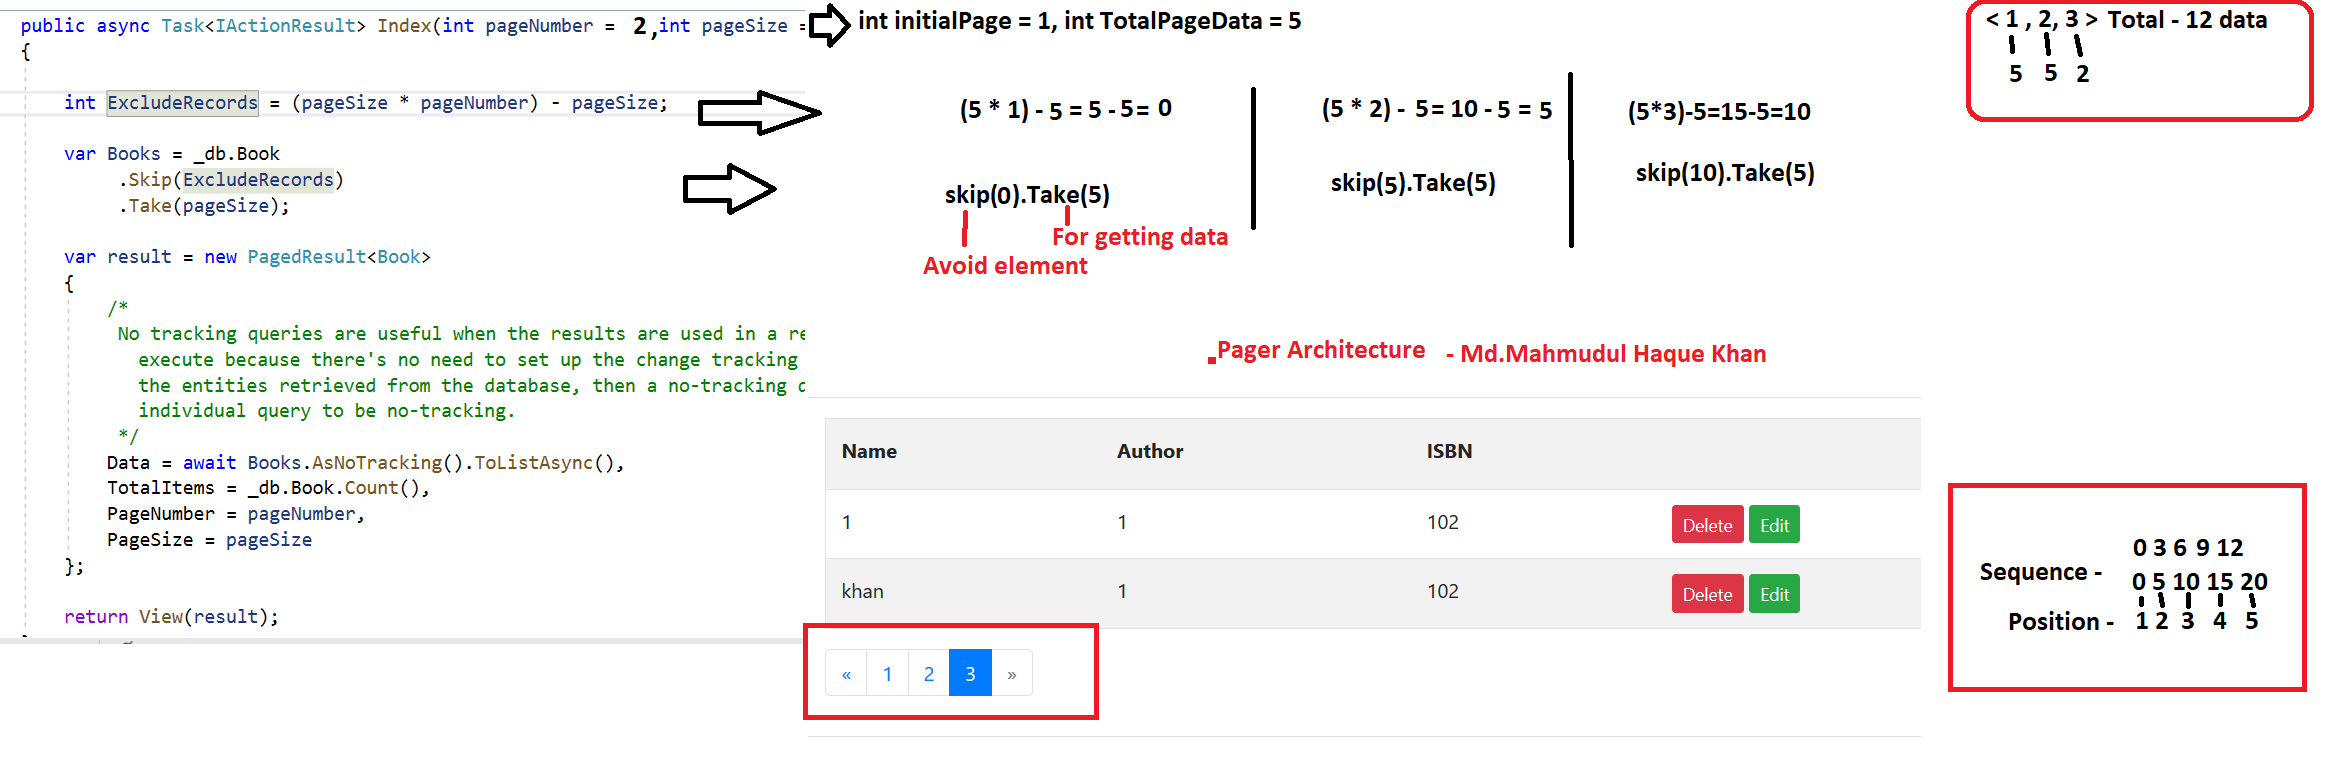 public async Task<IActionResult> Index(int pageNumber = 2,int pageSize =
{
int ExcludeRecords = (pageSize * pageNumber) - pageSize;
var Books = _db.Book
.Skip(ExcludeRecords)
.Take(pageSize);
var result = new PagedResult<Book>
{
/*
No tracking queries are useful when the results are used in a re
execute because there's no need to set up the change tracking
the entities retrieved from the database, then a no-tracking
individual query to be no-tracking.
*/
Data = await Books.AsNoTracking().ToListAsync(),
TotalItems = _db.Book.Count(),
PageNumber = pageNumber,
PageSize = pageSize
};
return View(result);
int initialPage = 1, int TotalPageData = 5
(5 * 1) - 5 = 5 - 5 = 0
skip(0).Take(5)
For getting data
Avoid element
(5 * 2) - 5 = 10 - 5 = 5
skip(5).Take(5)
(5*3)-5=15-5=10
skip(10).Take(5)
< 1 , 2, 3 > Total - 12 data
5 5 2
Pager Architecture - Md.Mahmudul Haque Khan
Name Author ISBN
1 1 102 Delete Edit
khan 1 102 Delete Edit
« 1 2 3 »
0 3 6 9 12
Sequence - 0 5 10 15 20
Position - 1 2 3 4 5